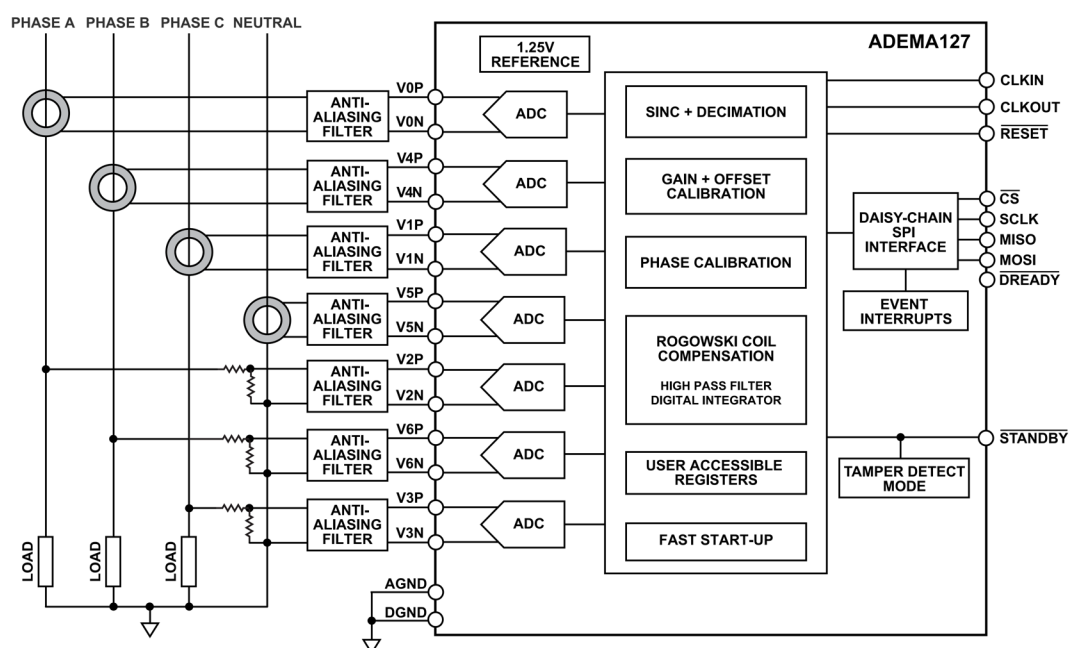 PHASE A PHASE B PHASE C NEUTRAL
ADEMA127
1.25V
REFERENCE
ANTI-
ALIASING
FILTER
V0P
V0N
ADC
ANTI-
ALIASING
FILTER
V4P
V4N
ADC
ANTI-
ALIASING
FILTER
V1P
V1N
ADC
ANTI-
ALIASING
FILTER
V5P
V5N
ADC
ANTI-
ALIASING
FILTER
V2P
V2N
ADC
ANTI-
ALIASING
FILTER
V6P
V6N
ADC
ANTI-
ALIASING
FILTER
V3P
V3N
ADC
LOAD
LOAD
LOAD
AGND
DGND
SINC + DECIMATION
GAIN + OFFSET
CALIBRATION
PHASE CALIBRATION
ROGOWSKI COIL
COMPENSATION
HIGH PASS FILTER
DIGITAL INTEGRATOR
USER ACCESSIBLE
REGISTERS
FAST START-UP
DAISY-CHAIN
SPI
INTERFACE
EVENT
INTERRUPTS
TAMPER DETECT
MODE
CLKIN
CLKOUT
RESET
CS
SCLK
MISO
MOSI
DREADY
STANDBY